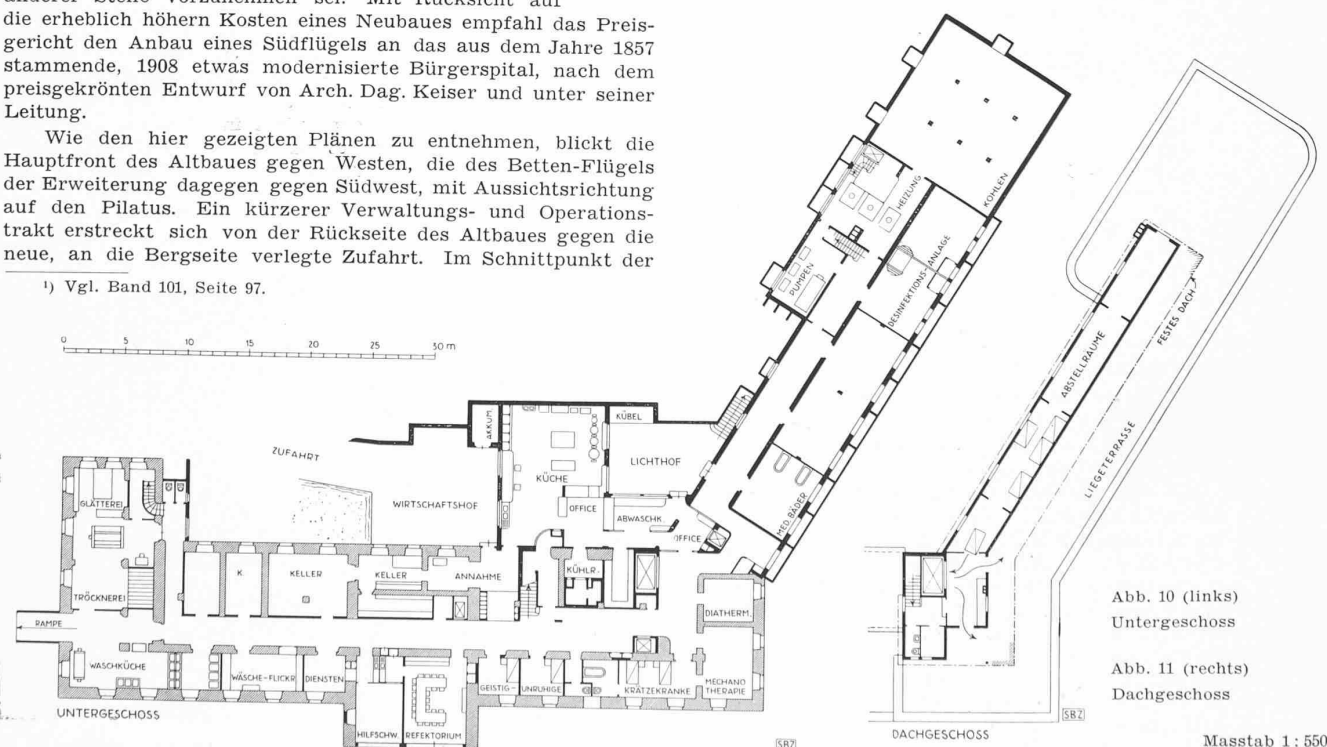 anderer Stelle vorzunehmen sei. Mit Rücksicht auf
die erheblich höhern Kosten eines Neubaues empfahl das Preis-
gericht den Anbau eines Südflügels an das aus dem Jahre 1857
stammende, 1908 etwas modernisierte Bürgerspital, nach dem
preisgekrönten Entwurf von Arch. Dag. Keiser und unter seiner
Leitung.
Wie den hier gezeigten Plänen zu entnehmen, blickt die
Hauptfront des Altbaues gegen Westen, die des Betten-Flügels
der Erweiterung dagegen gegen Südwest, mit Aussichtsrichtung
auf den Pilatus. Ein kürzerer Verwaltungs- und Operations-
trakt erstreckt sich von der Rückseite des Altbaues gegen die
neue, an die Bergseite verlegte Zufahrt. Im Schnittpunkt der
¹) Vgl. Band 101, Seite 97.
0 5 10 15 20 25 30 m
KOHLEN
HEIZUNG
PUMPEN
DESINFEKTIONS-ANLAGE
MED. BÄDER
ZUFAHRT
WIRTSCHAFTSHOF
AKKUM.
KÜCHE
KÜBEL
LICHTHOF
OFFICE
ABWASCHK.
OFFICE
GLÄTTEREI
TRÖCKNEREI
K
KELLER
KELLER
ANNAHME
KÜHLR.
DIATHERM.
RAMPE
WASCHKÜCHE
WÄSCHE-FLICKR
DIENSTEN
GEISTIG-
UNRUHIGE
KRÄTZEKRANKE
MECHANO
THERAPIE
HILFSCHW.
REFEKTORIUM
UNTERGESCHOSS
SBZ
FESTES DACH
ABSTELLRÄUME
LIEGETERRASSE
DACHGESCHOSS
SBZ
Abb. 10 (links)
Untergeschoss
Abb. 11 (rechts)
Dachgeschoss
Masstab 1:550